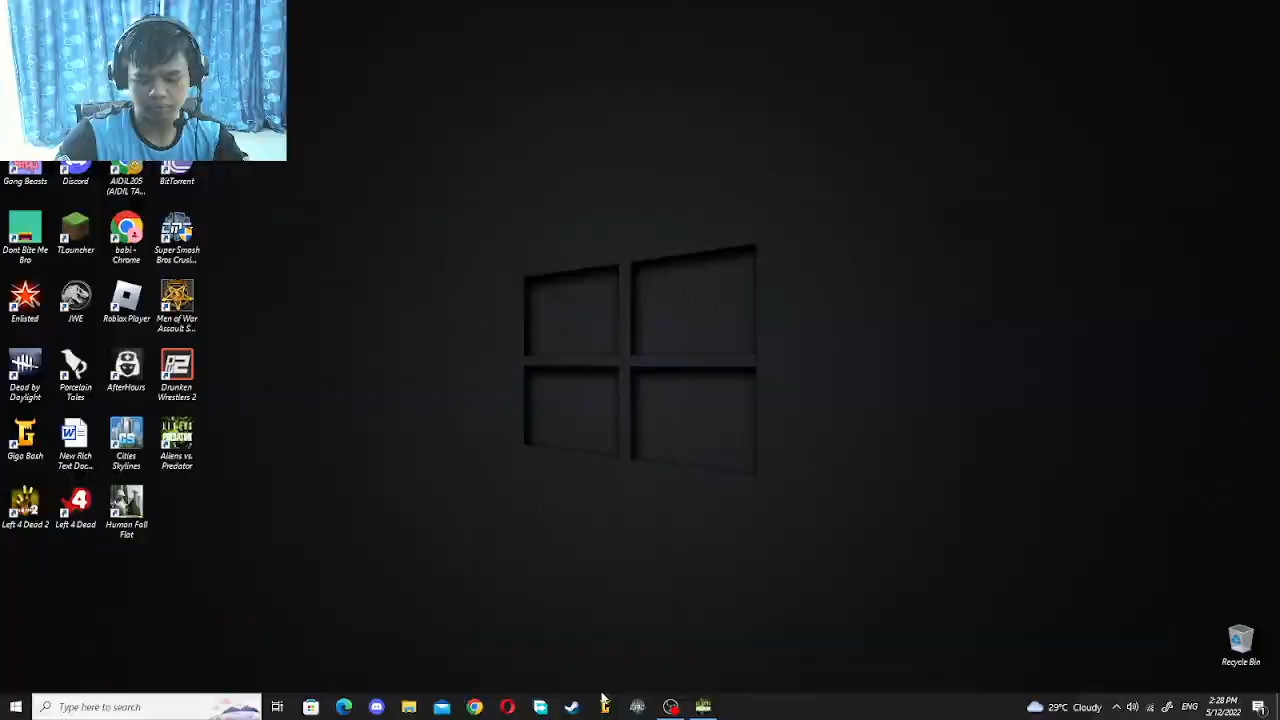 Gang Beasts
Discord
AIDIL205
(AIDIL TA...
BitTorrent
Dont Bite Me
Bro
TLauncher
babi -
Chrome
Super Smash
Bros Crusi...
Enlisted
JWE
Roblox Player
Men of War
Assault S...
Dead by
Daylight
Porcelain
Tales
AfterHours
Drunken
Wrestlers 2
Giga Bash
New Rich
Text Doc...
Cities
Skylines
Aliens vs.
Predator
Left 4 Dead 2
Left 4 Dead
Human Fall
Flat
Recycle Bin
Type here to search
29°C Cloudy
ENG
2:28 PM
5/12/2022